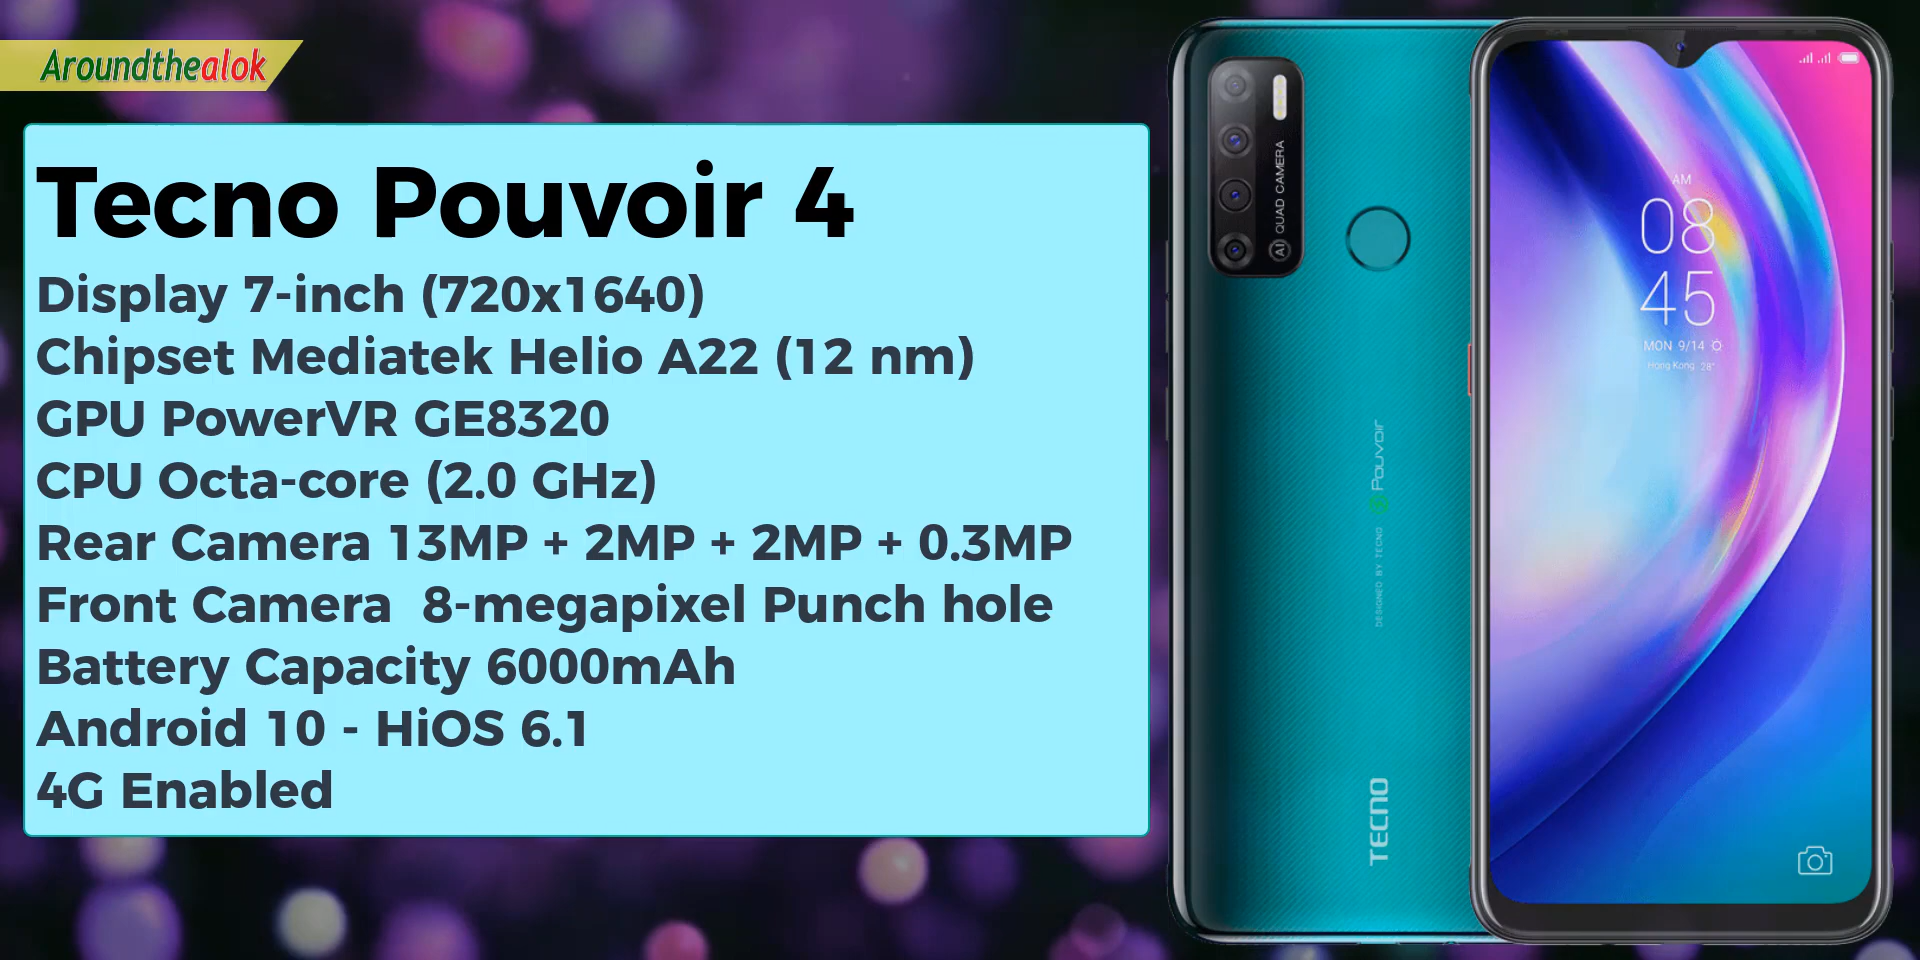 Aroundthealok
Tecno Pouvoir 4
Display 7-inch (720x1640)
Chipset Mediatek Helio A22 (12 nm)
GPU PowerVR GE8320
CPU Octa-core (2.0 GHz)
Rear Camera 13MP + 2MP + 2MP + 0.3MP
Front Camera  8-megapixel Punch hole
Battery Capacity 6000mAh
Android 10 - HiOS 6.1
4G Enabled
AI QUAD CAMERA
Pouvoir
DESIGNED BY TECNO
TECNO
AM
08
45
MON 9/14
Hong Kong 28°